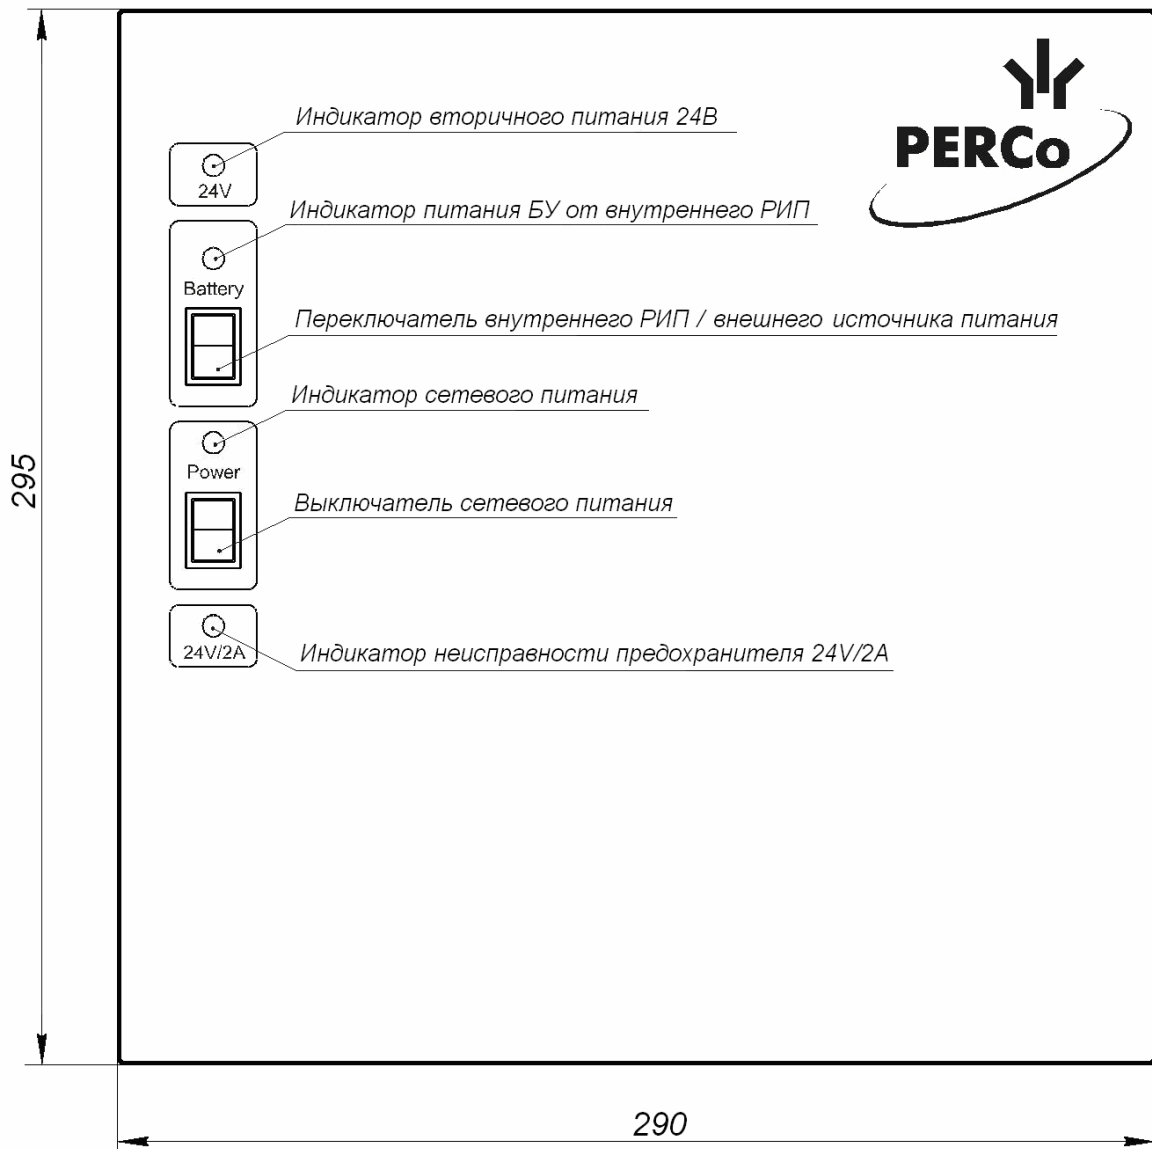 Индикатор вторичного питания 24В
PERCo
24V
Индикатор питания БУ от внутреннего РИП
Battery
Переключатель внутреннего РИП / внешнего источника питания
Индикатор сетевого питания
Power
Выключатель сетевого питания
24V/2A
Индикатор неисправности предохранителя 24V/2A
295
290